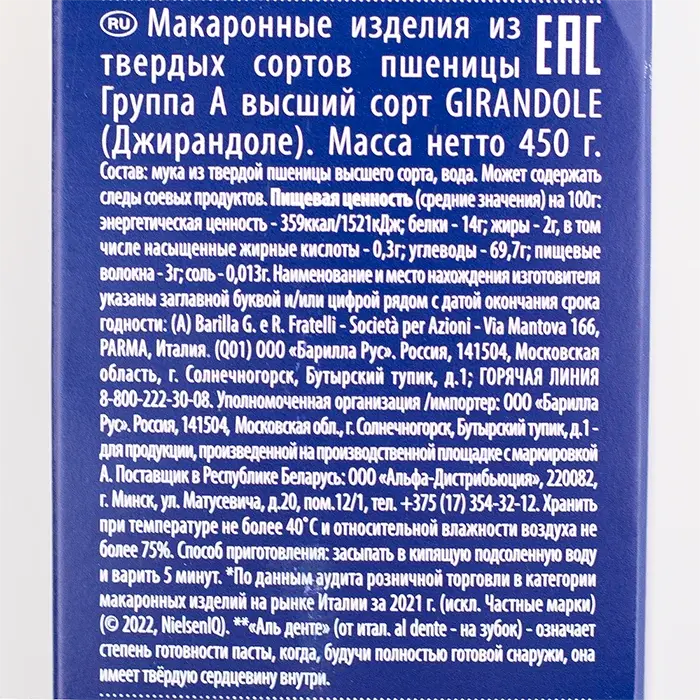 RU Макаронные изделия из EAC
твердых сортов пшеницы
Группа А высший сорт GIRANDOLE
(Джирандоле). Масса нетто 450 г.
Состав: мука из твердой пшеницы высшего сорта, вода. Может содержать
следы соевых продуктов. Пищевая ценность (средние значения) на 100г:
энергетическая ценность - 359ккал/1521кДж; белки - 14г; жиры - 2г, в том
числе насыщенные жирные кислоты - 0,3г; углеводы - 69,7г; пищевые
волокна - 3г; соль - 0,013г. Наименование и место нахождения изготовителя
указаны заглавной буквой и/или цифрой рядом с датой окончания срока
годности: (A) Barilla G. e R. Fratelli - Società per Azioni - Via Mantova 166,
PARMA, Италия. (Q01) ООО «Барилла Рус». Россия, 141504, Московская
область, г. Солнечногорск, Бутырский тупик, д.1; ГОРЯЧАЯ ЛИНИЯ
8-800-222-30-08. Уполномоченная организация /импортер: ООО «Барилла
Рус». Россия, 141504, Московская обл., г. Солнечногорск, Бутырский тупик, д.1 -
для продукции, произведенной на производственной площадке с маркировкой
А. Поставщик в Республике Беларусь: ООО «Альфа-Дистрибьюция», 220082,
г. Минск, ул. Матусевича, д.20, пом.12/1, тел. +375 (17) 354-32-12. Хранить
при температуре не более 40˚С и относительной влажности воздуха не
более 75%. Способ приготовления: засыпать в кипящую подсоленную воду
и варить 5 минут. *По данным аудита розничной торговли в категории
макаронных изделий на рынке Италии за 2021 г. (искл. Частные марки)
(© 2022, NielsenIQ). **«Аль денте» (от итал. al dente - на зубок) - означает
степень готовности пасты, когда, будучи полностью готовой снаружи, она
имеет твёрдую сердцевину внутри.